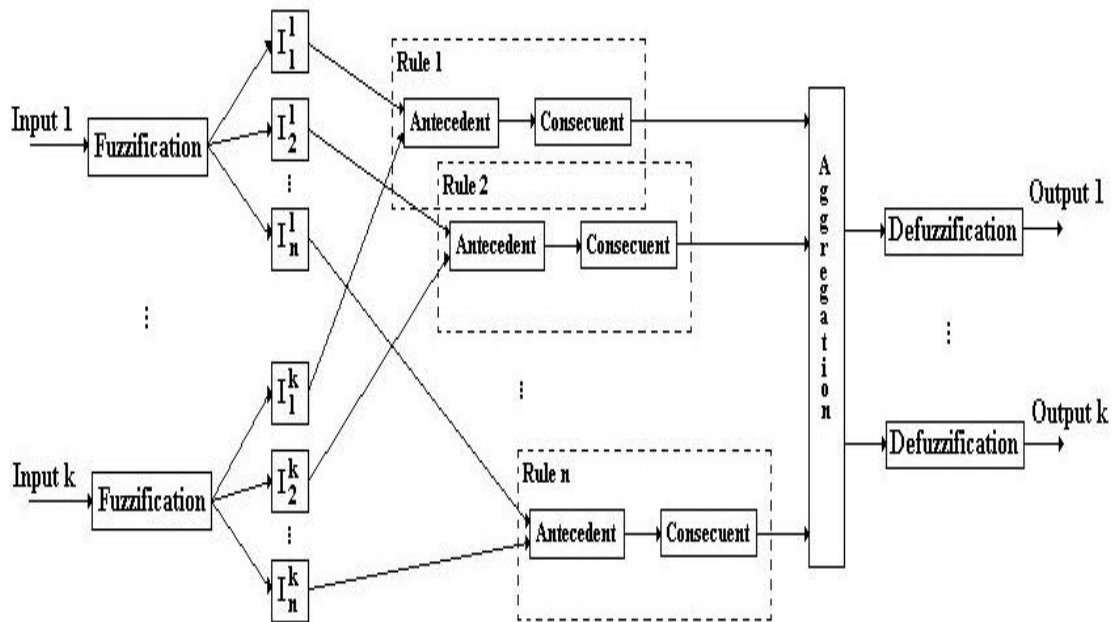 Input 1
Fuzzification
I 1 1
I 1 2
⋮
I 1 n
Rule 1
Antecedent
Consecuent
Rule 2
Antecedent
Consecuent
Aggregation
Defuzzification
Output 1
⋮
⋮
⋮
Input k
Fuzzification
I k 1
I k 2
⋮
I k n
Rule n
Antecedent
Consecuent
Defuzzification
Output k